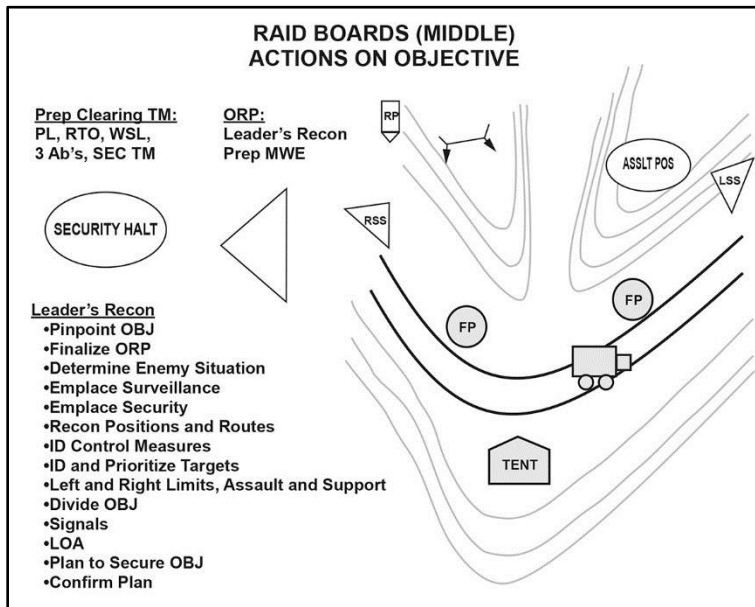 RAID BOARDS (MIDDLE)
ACTIONS ON OBJECTIVE
Prep Clearing TM:
PL, RTO, WSL,
3 Ab's, SEC TM
ORP:
Leader's Recon
Prep MWE
RP
ASSLT POS
LSS
SECURITY HALT
RSS
Leader's Recon
•Pinpoint OBJ
•Finalize ORP
•Determine Enemy Situation
•Emplace Surveillance
•Emplace Security
•Recon Positions and Routes
•ID Control Measures
•ID and Prioritize Targets
•Left and Right Limits, Assault and Support
•Divide OBJ
•Signals
•LOA
•Plan to Secure OBJ
•Confirm Plan
FP
FP
TENT